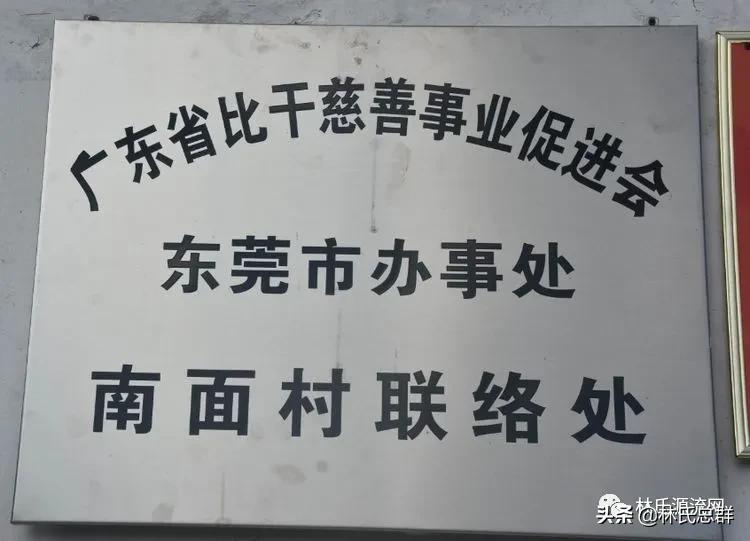 广东省比干慈善事业促进会
东莞市办事处
南面村联络处
林氏源流网
头条@林氏总群